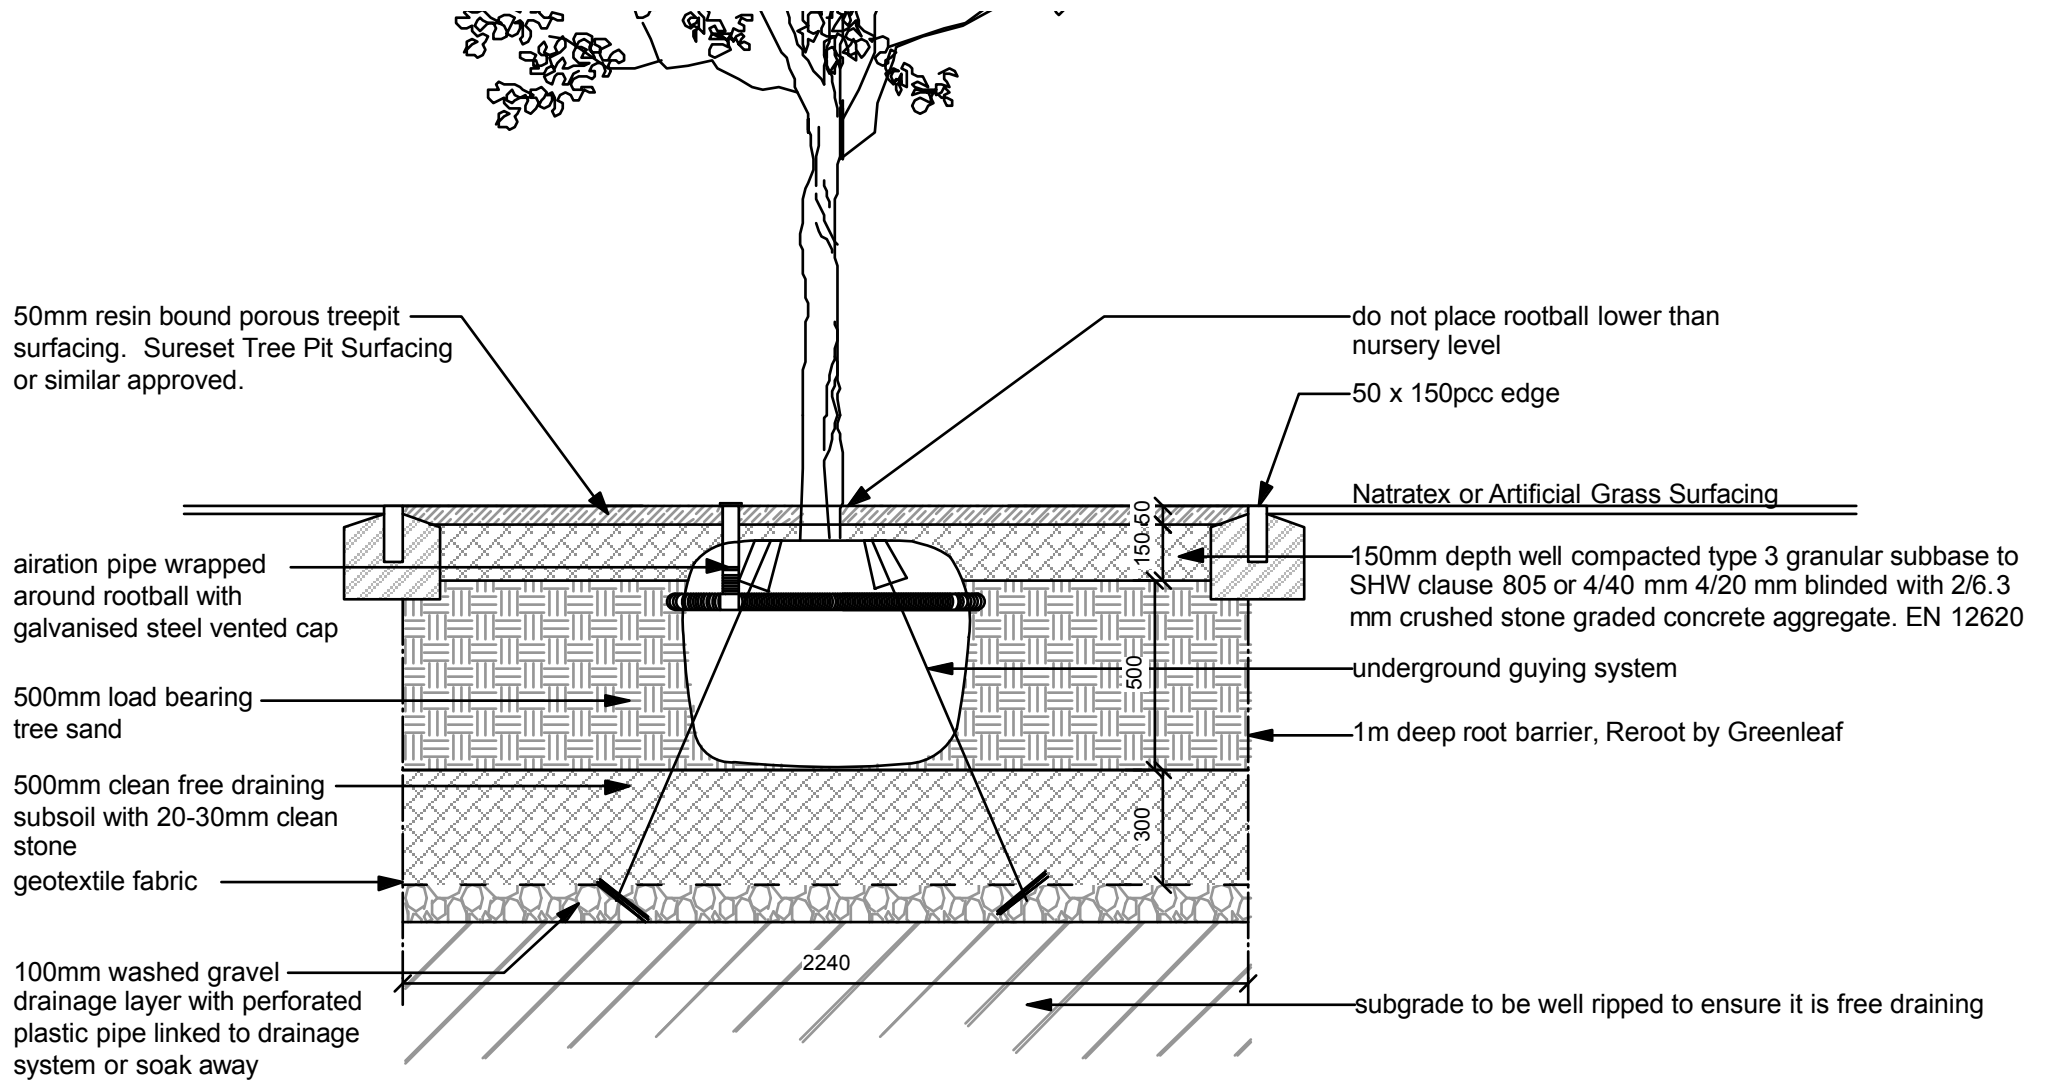 50mm resin bound porous treepit
surfacing. Sureset Tree Pit Surfacing
or similar approved.
airation pipe wrapped
around rootball with
galvanised steel vented cap
500mm load bearing
tree sand
500mm clean free draining
subsoil with 20-30mm clean
stone
geotextile fabric
100mm washed gravel
drainage layer with perforated
plastic pipe linked to drainage
system or soak away
50
150
500
300
2240
do not place rootball lower than
nursery level
50 x 150pcc edge
Natratex or Artificial Grass Surfacing
150mm depth well compacted type 3 granular subbase to
SHW clause 805 or 4/40 mm 4/20 mm blinded with 2/6.3
mm crushed stone graded concrete aggregate. EN 12620
underground guying system
1m deep root barrier, Reroot by Greenleaf
subgrade to be well ripped to ensure it is free draining